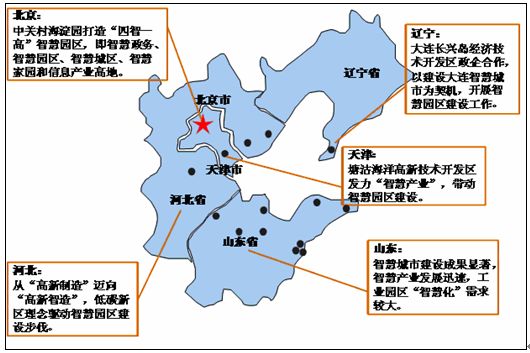 北京：
中关村海淀园打造“四智一
高”智慧园区，即智慧政务、
智慧园区、智慧城区、智慧
家园和信息产业高地。
辽宁：
大连长兴岛经济技
术开发区政企合作，
以建设大连智慧城
市为契机，开展智
慧园区建设工作。
辽宁省
北京市
天津市
天津：
塘沽海洋高新技术开发区
发力“智慧产业”，带动
智慧园区建设。
河北省
山东省
山东：
智慧城市建设成果显著，
智慧产业发展迅速，工
业园区“智慧化”需求
较大。
河北：
从“高新制造”迈向
“高新智造”，低碳新
区理念驱动智慧园区建
设步伐。